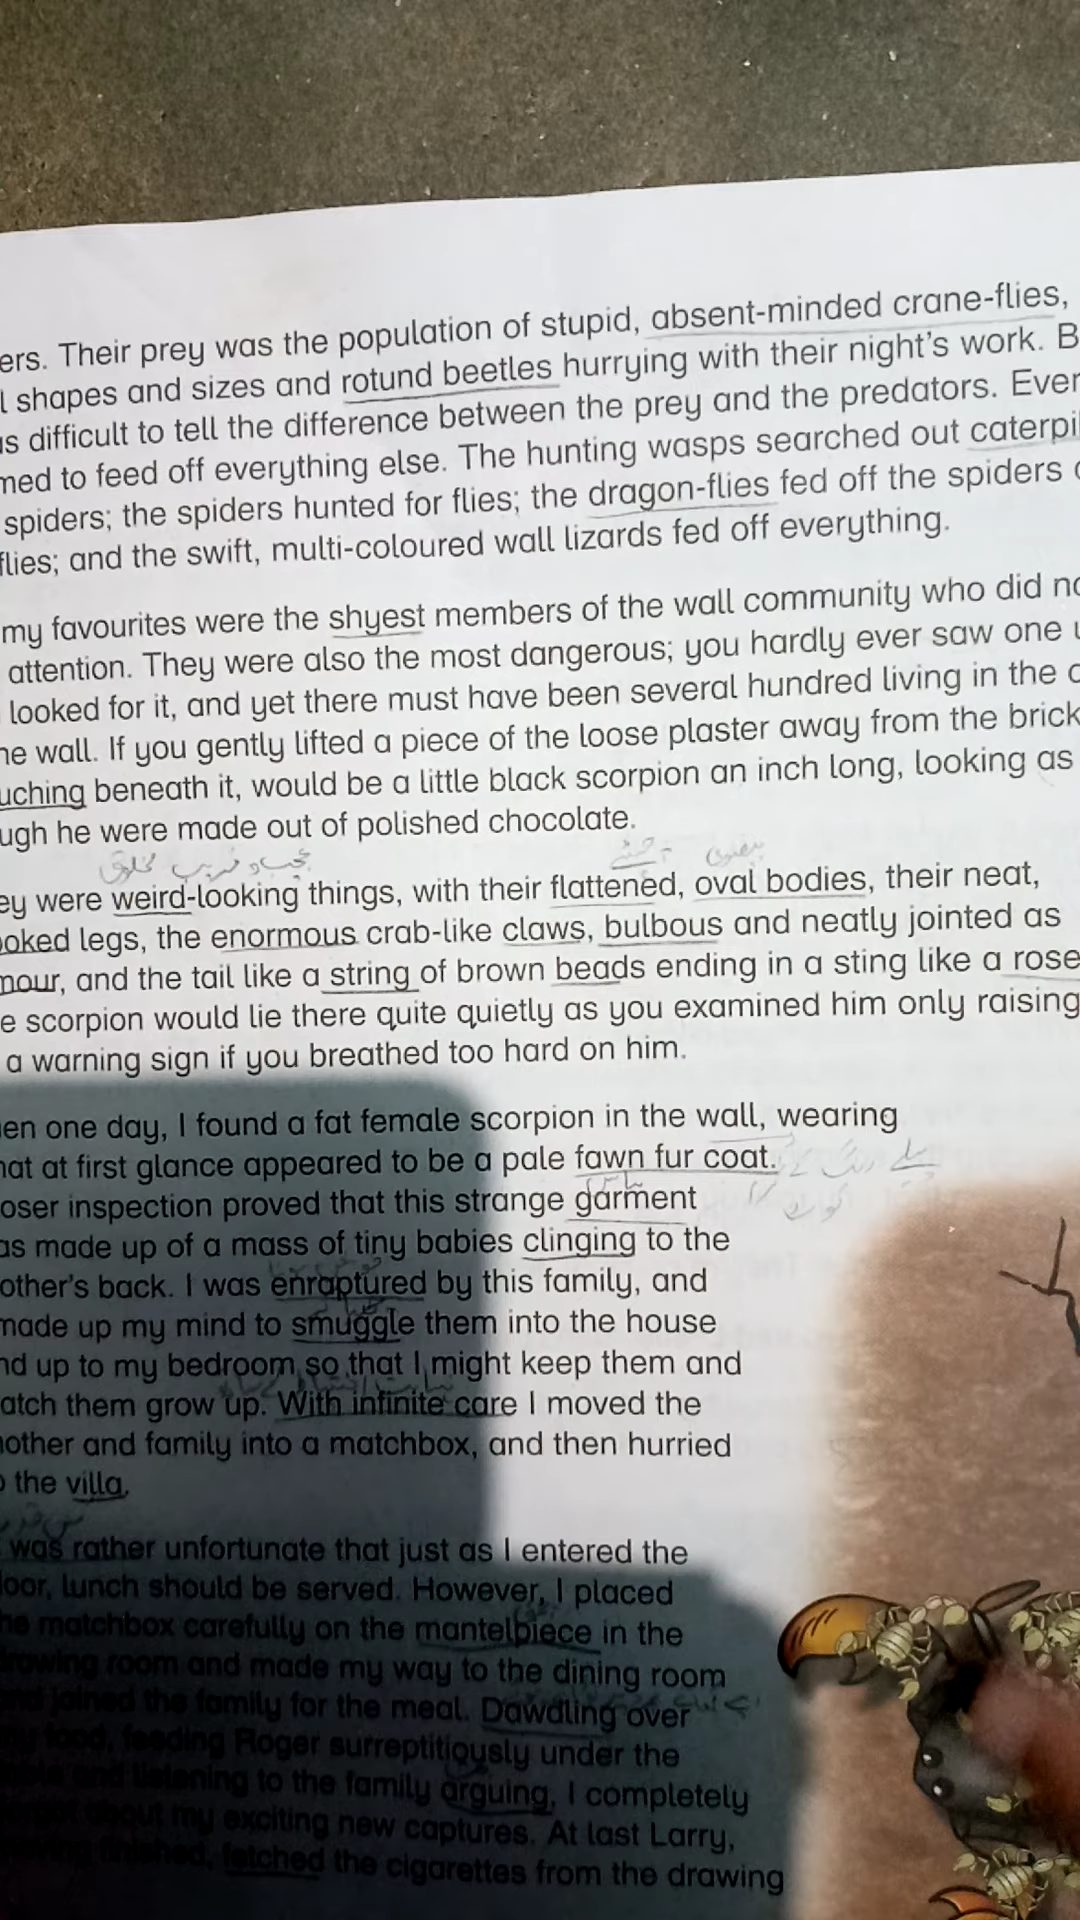 ers. Their prey was the population of stupid, absent-minded crane-flies,
l shapes and sizes and rotund beetles hurrying with their night's work. B
as difficult to tell the difference between the prey and the predators. Ever
med to feed off everything else. The hunting wasps searched out caterpil
spiders; the spiders hunted for flies; the dragon-flies fed off the spiders
flies; and the swift, multi-coloured wall lizards fed off everything.
my favourites were the shyest members of the wall community who did no
attention. They were also the most dangerous; you hardly ever saw one u
looked for it, and yet there must have been several hundred living in the c
he wall. If you gently lifted a piece of the loose plaster away from the brick
uching beneath it, would be a little black scorpion an inch long, looking as
ugh he were made out of polished chocolate.
عجیب و غریب مخلوق
ey were weird-looking things, with their flattened, oval bodies, their neat,
ooked legs, the enormous crab-like claws, bulbous and neatly jointed as
mour, and the tail like a string of brown beads ending in a sting like a rose
e scorpion would lie there quite quietly as you examined him only raising
a warning sign if you breathed too hard on him.
en one day, I found a fat female scorpion in the wall, wearing
hat at first glance appeared to be a pale fawn fur coat.
oser inspection proved that this strange garment
as made up of a mass of tiny babies clinging to the
other's back. I was enraptured by this family, and
made up my mind to smuggle them into the house
nd up to my bedroom so that I might keep them and
atch them grow up. With infinite care I moved the
other and family into a matchbox, and then hurried
o the villa.
was rather unfortunate that just as I entered the
loor, lunch should be served. However, I placed
he matchbox carefully on the mantelpiece in the
rawing room and made my way to the dining room
and joined the family for the meal. Dawdling over
my food, feeding Roger surreptitiously under the
table and listening to the family arguing, I completely
forgot about my exciting new captures. At last Larry,
having finished, fetched the cigarettes from the drawing